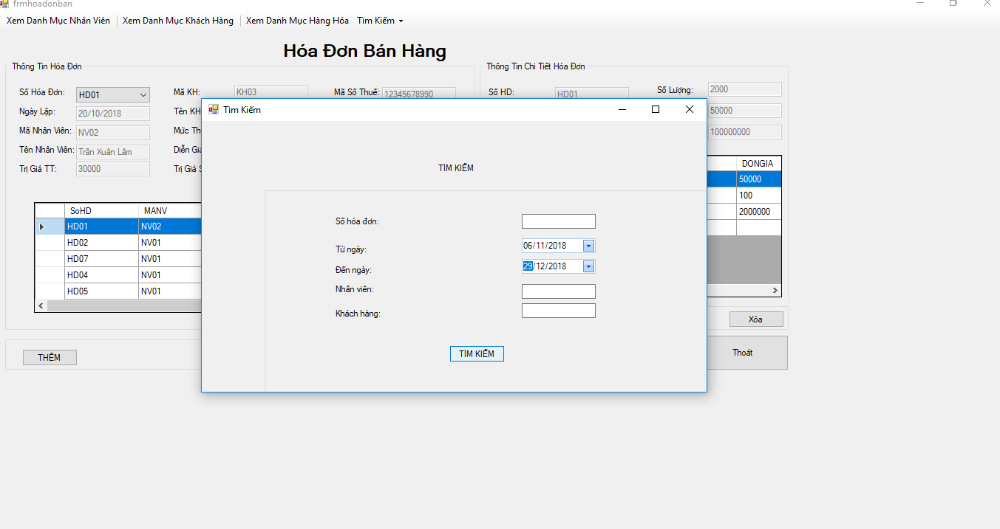 frmhoadonban
Xem Danh Mục Nhân Viên Xem Danh Mục Khách Hàng Xem Danh Mục Hàng Hóa Tìm Kiếm
Hóa Đơn Bán Hàng
Thông Tin Hóa Đơn
Số Hóa Đơn: HD01 Mã KH: KH03 Mã Số Thuế: 12345678990
Ngày Lập: 20/10/2018 Tên KH
Mã Nhân Viên: NV02 Mức Th
Tên Nhân Viên: Trần Xuân Lâm Diễn Giả
Trị Giá TT: 30000 Trị Giá
SoHD MANV
HD01 NV02
HD02 NV01
HD07 NV01
HD04 NV01
HD05 NV01
THÊM
Thông Tin Chi Tiết Hóa Đơn
Số HD: HD01 Số Lượng: 2000
50000
100000000
DONGIA
50000
100
2000000
Xóa
Thoát
Tìm Kiếm
TÌM KIẾM
Số hóa đơn:
Từ ngày: 06/11/2018
Đến ngày: 29/12/2018
Nhân viên:
Khách hàng:
TÌM KIẾM